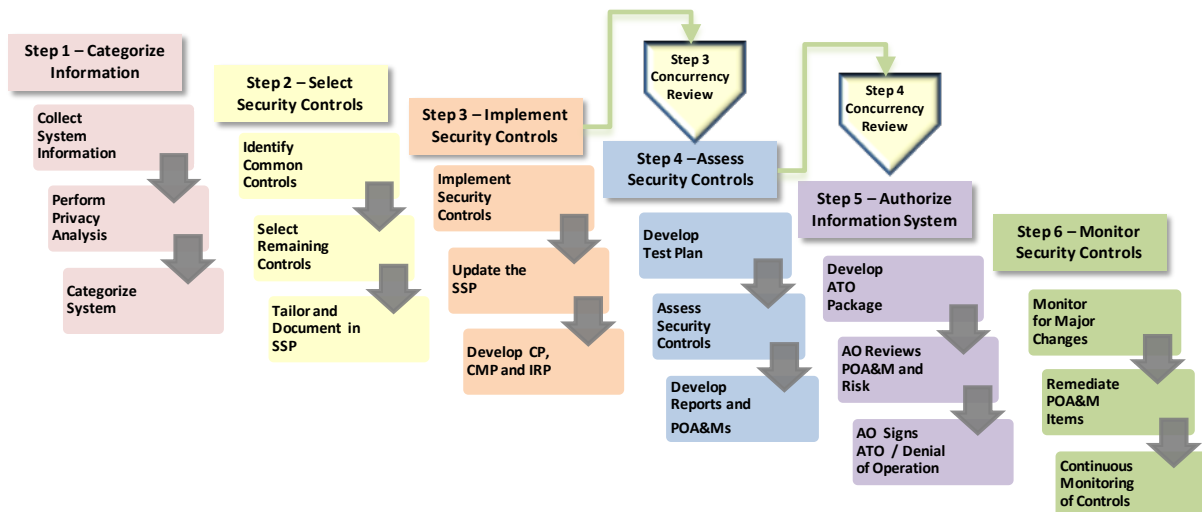 Step 1 – Categorize
Information
Collect
System
Information
Perform
Privacy
Analysis
Categorize
System
Step 2 – Select
Security Controls
Identify
Common
Controls
Select
Remaining
Controls
Tailor and
Document in
SSP
Step 3 – Implement
Security Controls
Implement
Security
Controls
Update the
SSP
Develop CP,
CMP and IRP
Step 3
Concurrency
Review
Step 4 –Assess
Security Controls
Develop
Test Plan
Assess
Security
Controls
Develop
Reports and
POA&Ms
Step 4
Concurrency
Review
Step 5 – Authorize
Information System
Develop
ATO
Package
AO Reviews
POA&M and
Risk
AO Signs
ATO / Denial
of Operation
Step 6 – Monitor
Security Controls
Monitor
for Major
Changes
Remediate
POA&M
Items
Continuous
Monitoring
of Controls